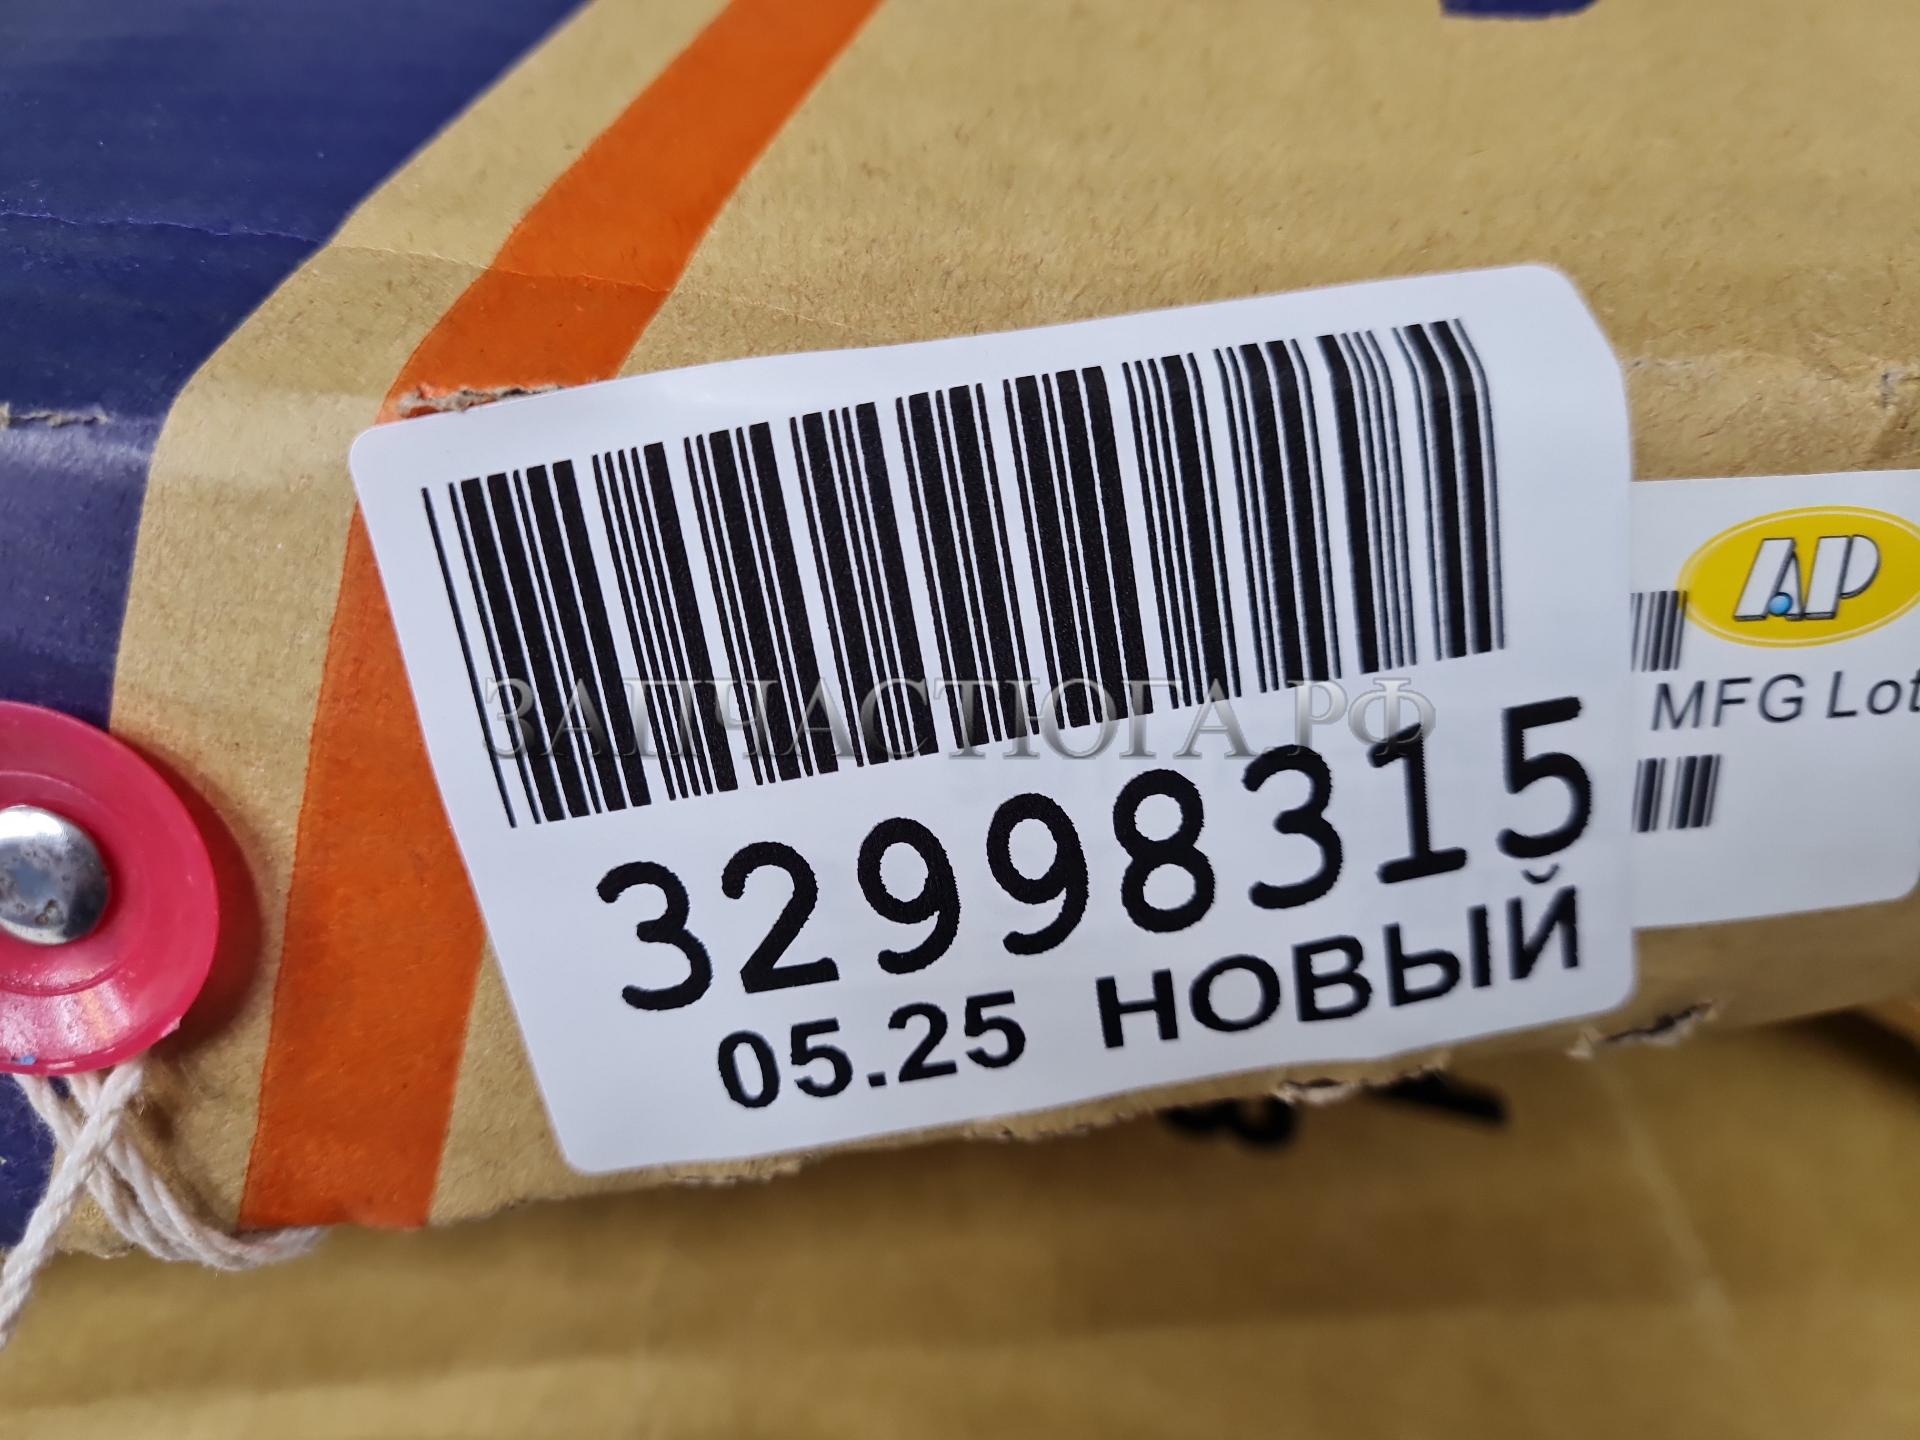 AP
MFG Lot
ЗАПЧАСТЮГА.РФ
32998315
05.25 НОВЫЙ